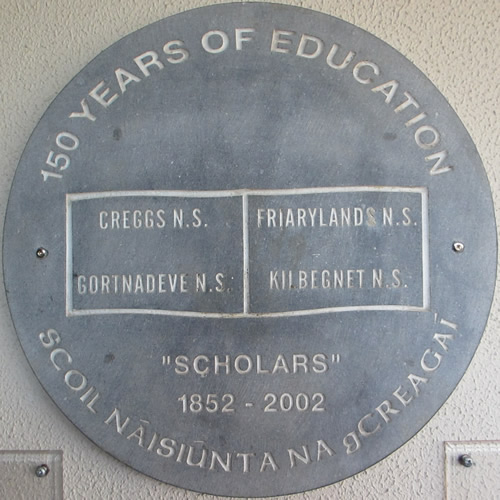 150 YEARS OF EDUCATION
CREGGS N.S.
FRIARYLANDS N.S.
GORTNADEVE N.S.
KILBEGNET N.S.
"SCHOLARS"
1852 - 2002
SCOIL NÁISIÚNTA NA gCREAGAÍ